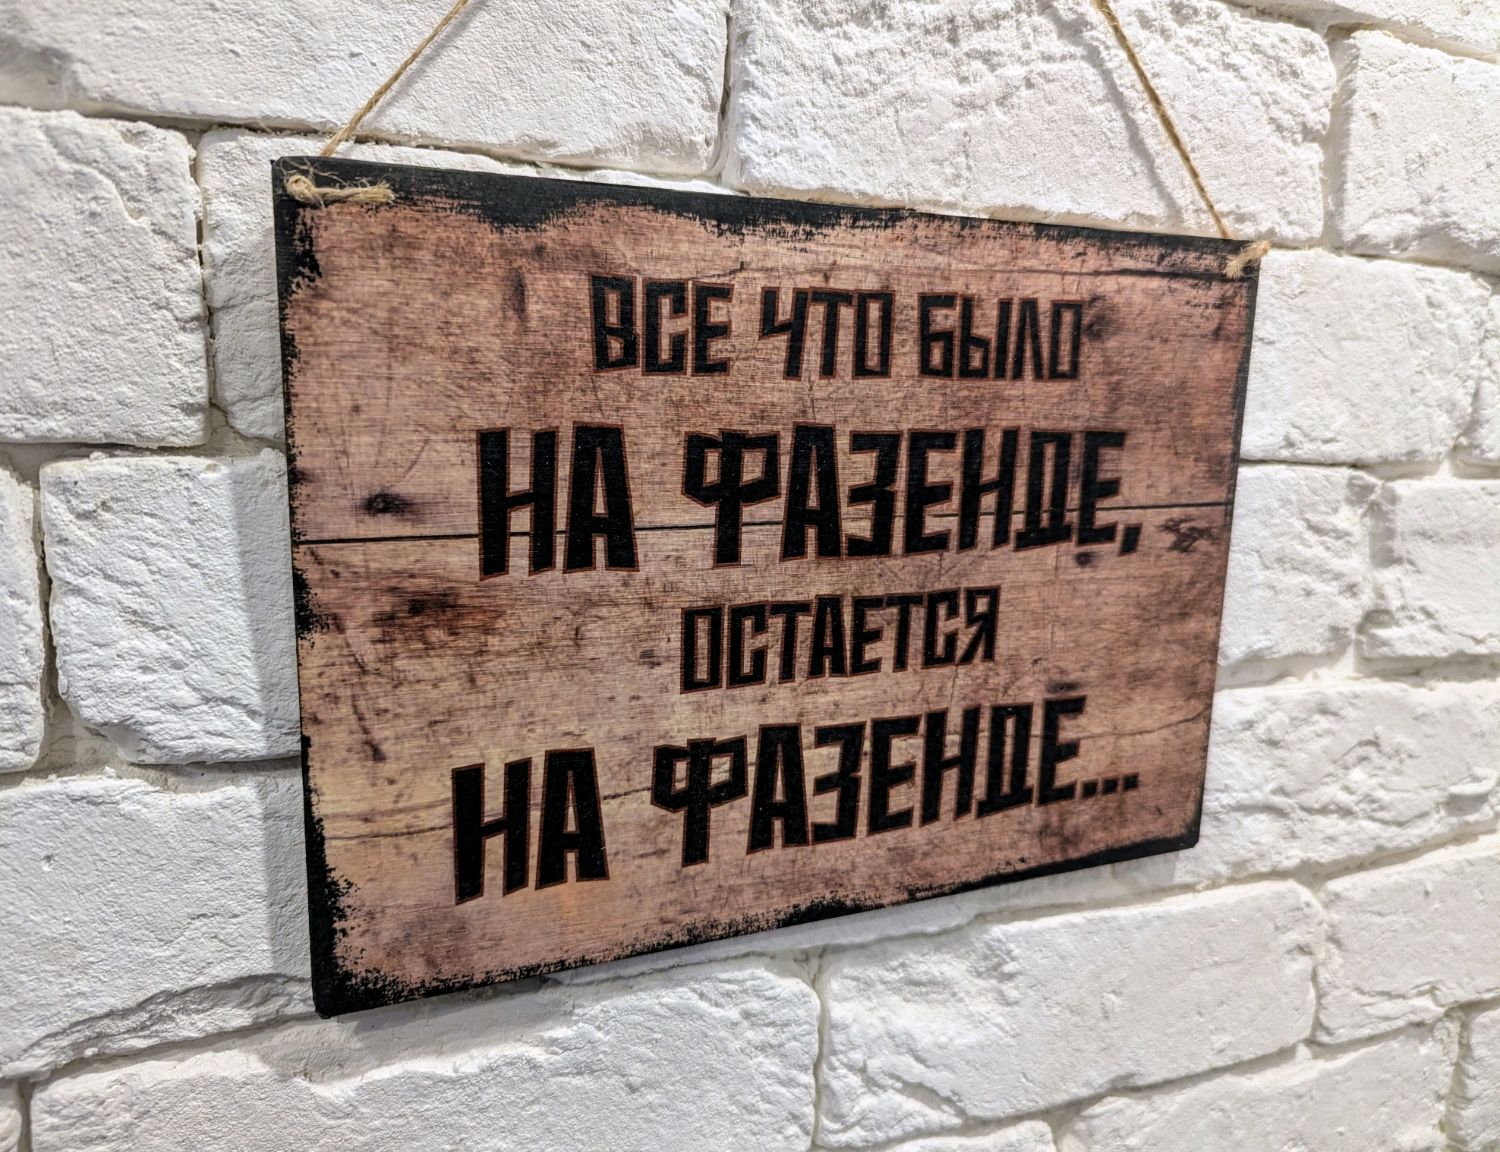 ВСЕ ЧТО БЫЛО
НА ФАЗЕНДЕ,
ОСТАЕТСЯ
НА ФАЗЕНДЕ...